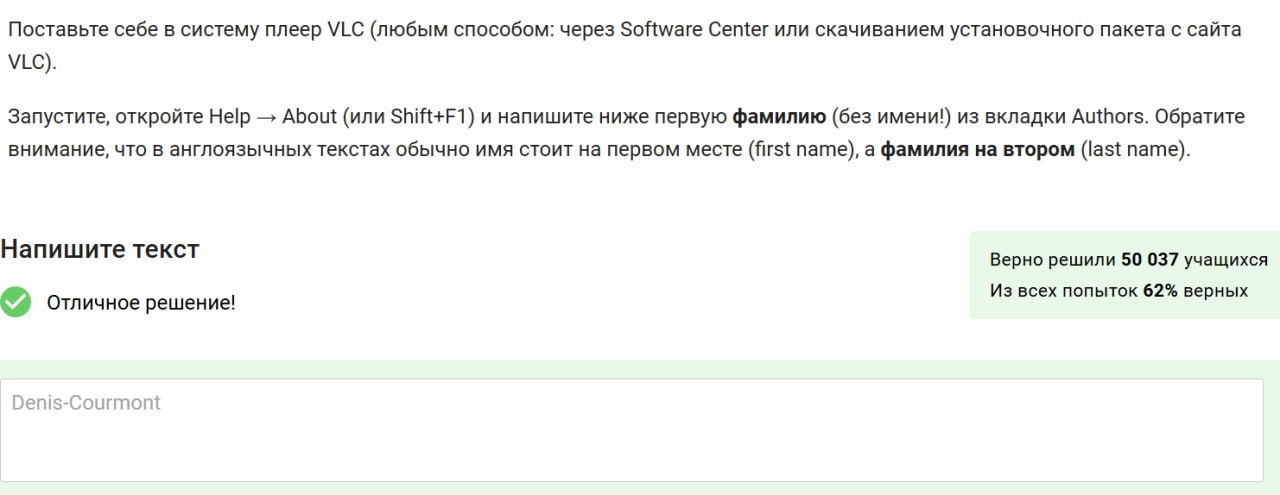 Поставьте себе в систему плеер VLC (любым способом: через Software Center или скачиванием установочного пакета с сайта
VLC).
Запустите, откройте Help → About (или Shift+F1) и напишите ниже первую фамилию (без имени!) из вкладки Authors. Обратите
внимание, что в англоязычных текстах обычно имя стоит на первом месте (first name), а фамилия на втором (last name).
Напишите текст
Верно решили 50 037 учащихся
Из всех попыток 62% верных
Отличное решение!
Denis-Courmont